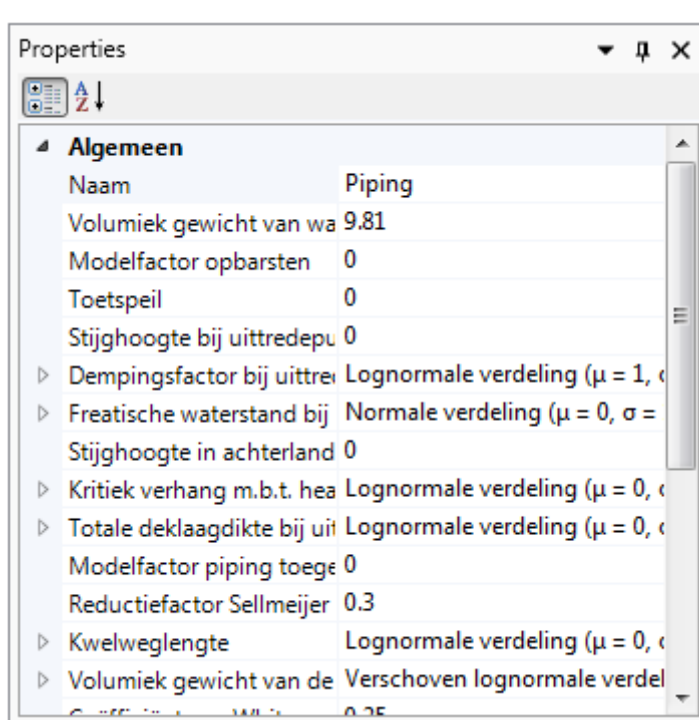 Properties
Algemeen
Naam Piping
Volumiek gewicht van wa 9.81
Modelfactor opbarsten 0
Toetspeil 0
Stijghoogte bij uittredepu 0
Dempingsfactor bij uittre Lognormale verdeling (μ = 1,
Freatische waterstand bij Normale verdeling (μ = 0, σ =
Stijghoogte in achterland 0
Kritiek verhang m.b.t. hea Lognormale verdeling (μ = 0,
Totale deklaagdikte bij uit Lognormale verdeling (μ = 0,
Modelfactor piping toege 0
Reductiefactor Sellmeijer 0.3
Kwelweglengte Lognormale verdeling (μ = 0,
Volumiek gewicht van de Verschoven lognormale verdel